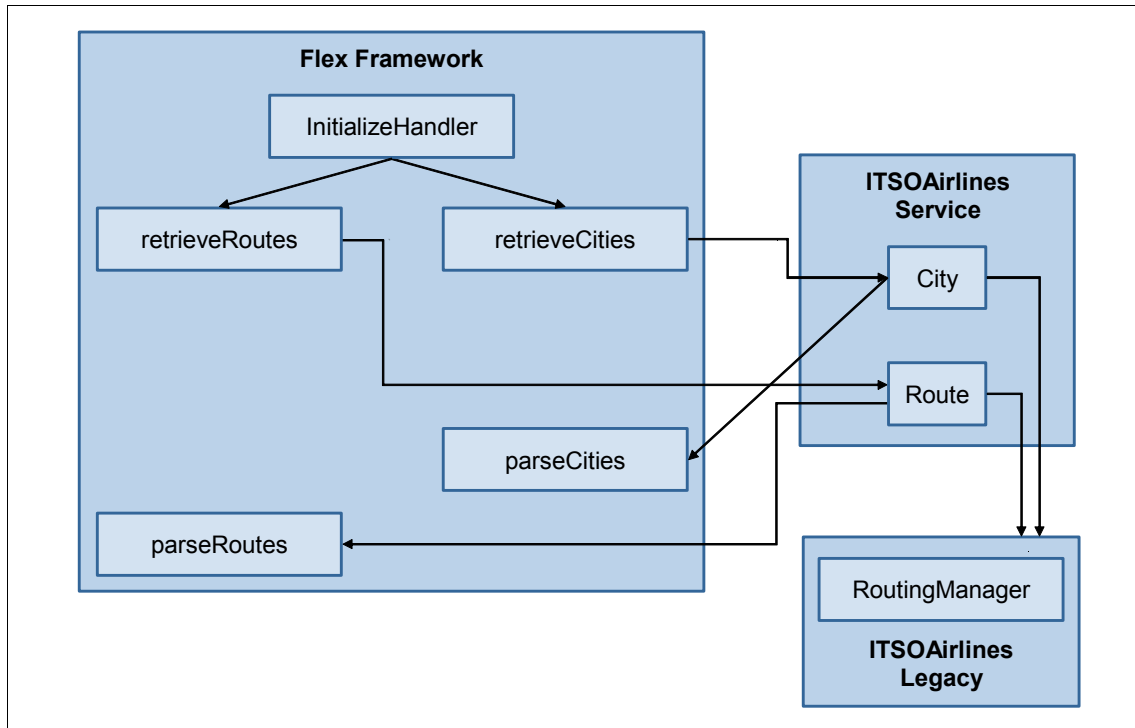 Flex Framework
InitializeHandler
retrieveRoutes
retrieveCities
ITSOAirlines
Service
City
Route
parseCities
parseRoutes
RoutingManager
ITSOAirlines
Legacy